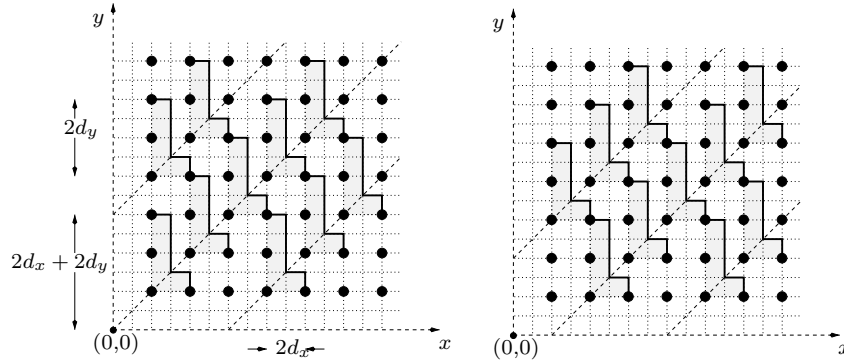 y
2d_y
2d_x + 2d_y
(0,0)
2d_x
x
y
(0,0)
x